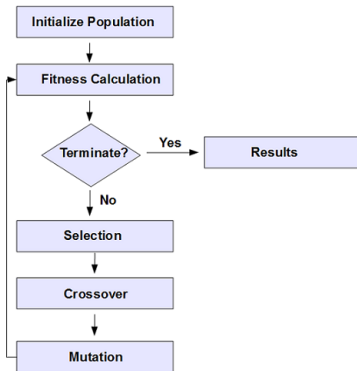 Initialize Population
Fitness Calculation
Terminate?
Yes
Results
No
Selection
Crossover
Mutation